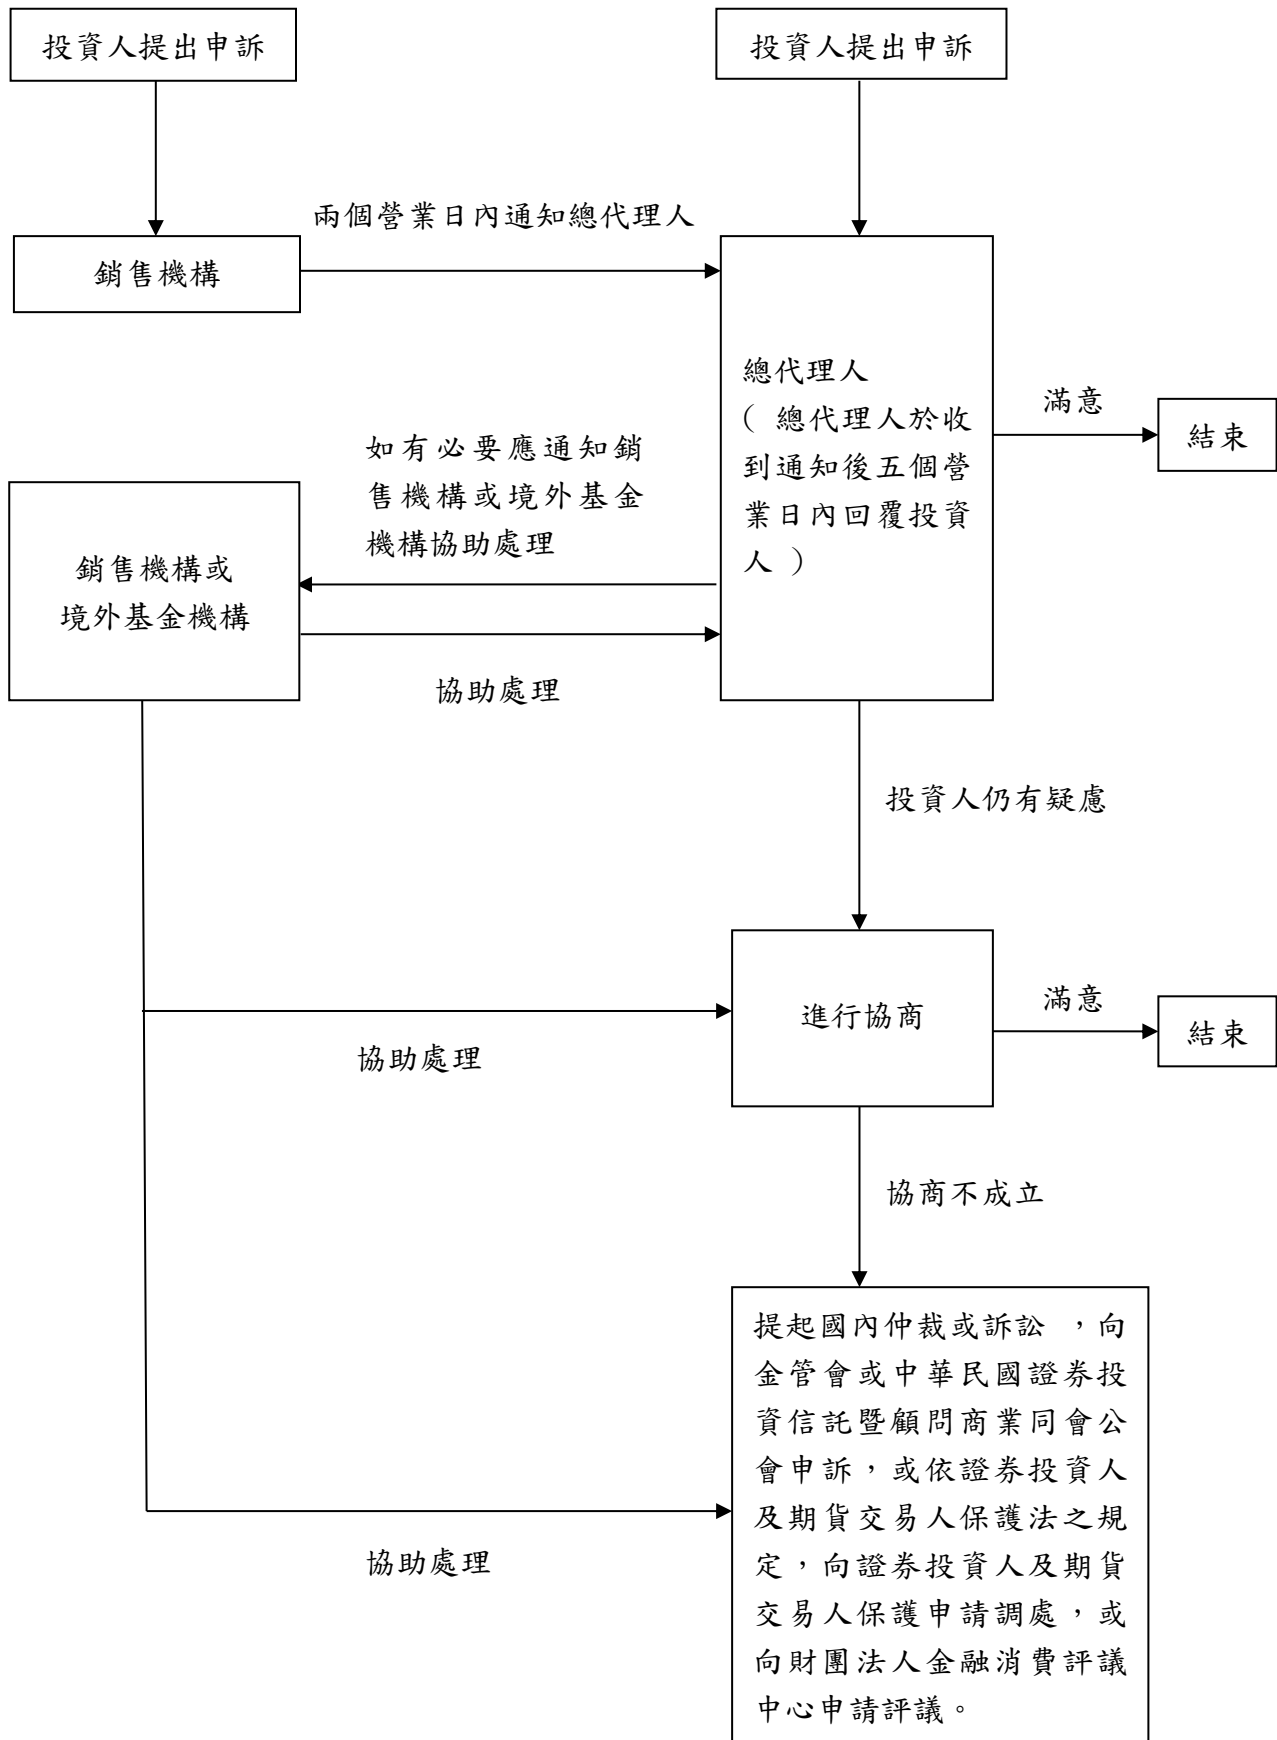 投資人提出申訴
投資人提出申訴
兩個營業日內通知總代理人
銷售機構
總代理人
( 總代理人於收
到通知後五個營
業日內回覆投資
人 )
滿意
結束
如有必要應通知銷
售機構或境外基金
機構協助處理
銷售機構或
境外基金機構
協助處理
投資人仍有疑慮
進行協商
滿意
結束
協助處理
協商不成立
提起國內仲裁或訴訟 ,向
金管會或中華民國證券投
資信託暨顧問商業同會公
會申訴,或依證券投資人
及期貨交易人保護法之規
定,向證券投資人及期貨
交易人保護申請調處,或
向財團法人金融消費評議
中心申請評議。
協助處理